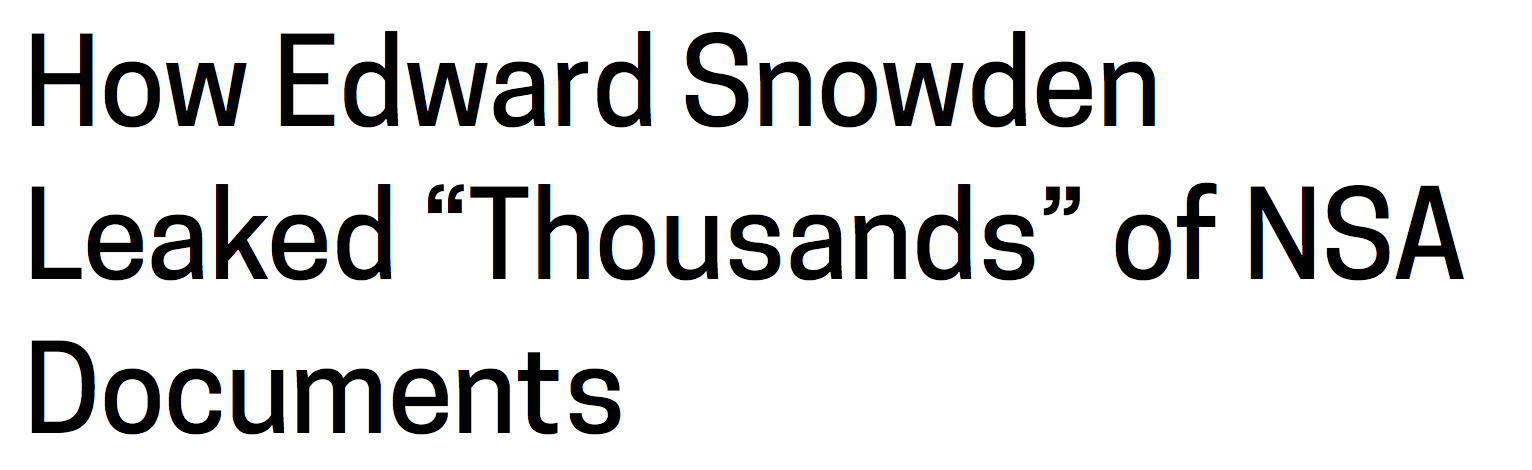 How Edward Snowden
Leaked “Thousands” of NSA
Documents